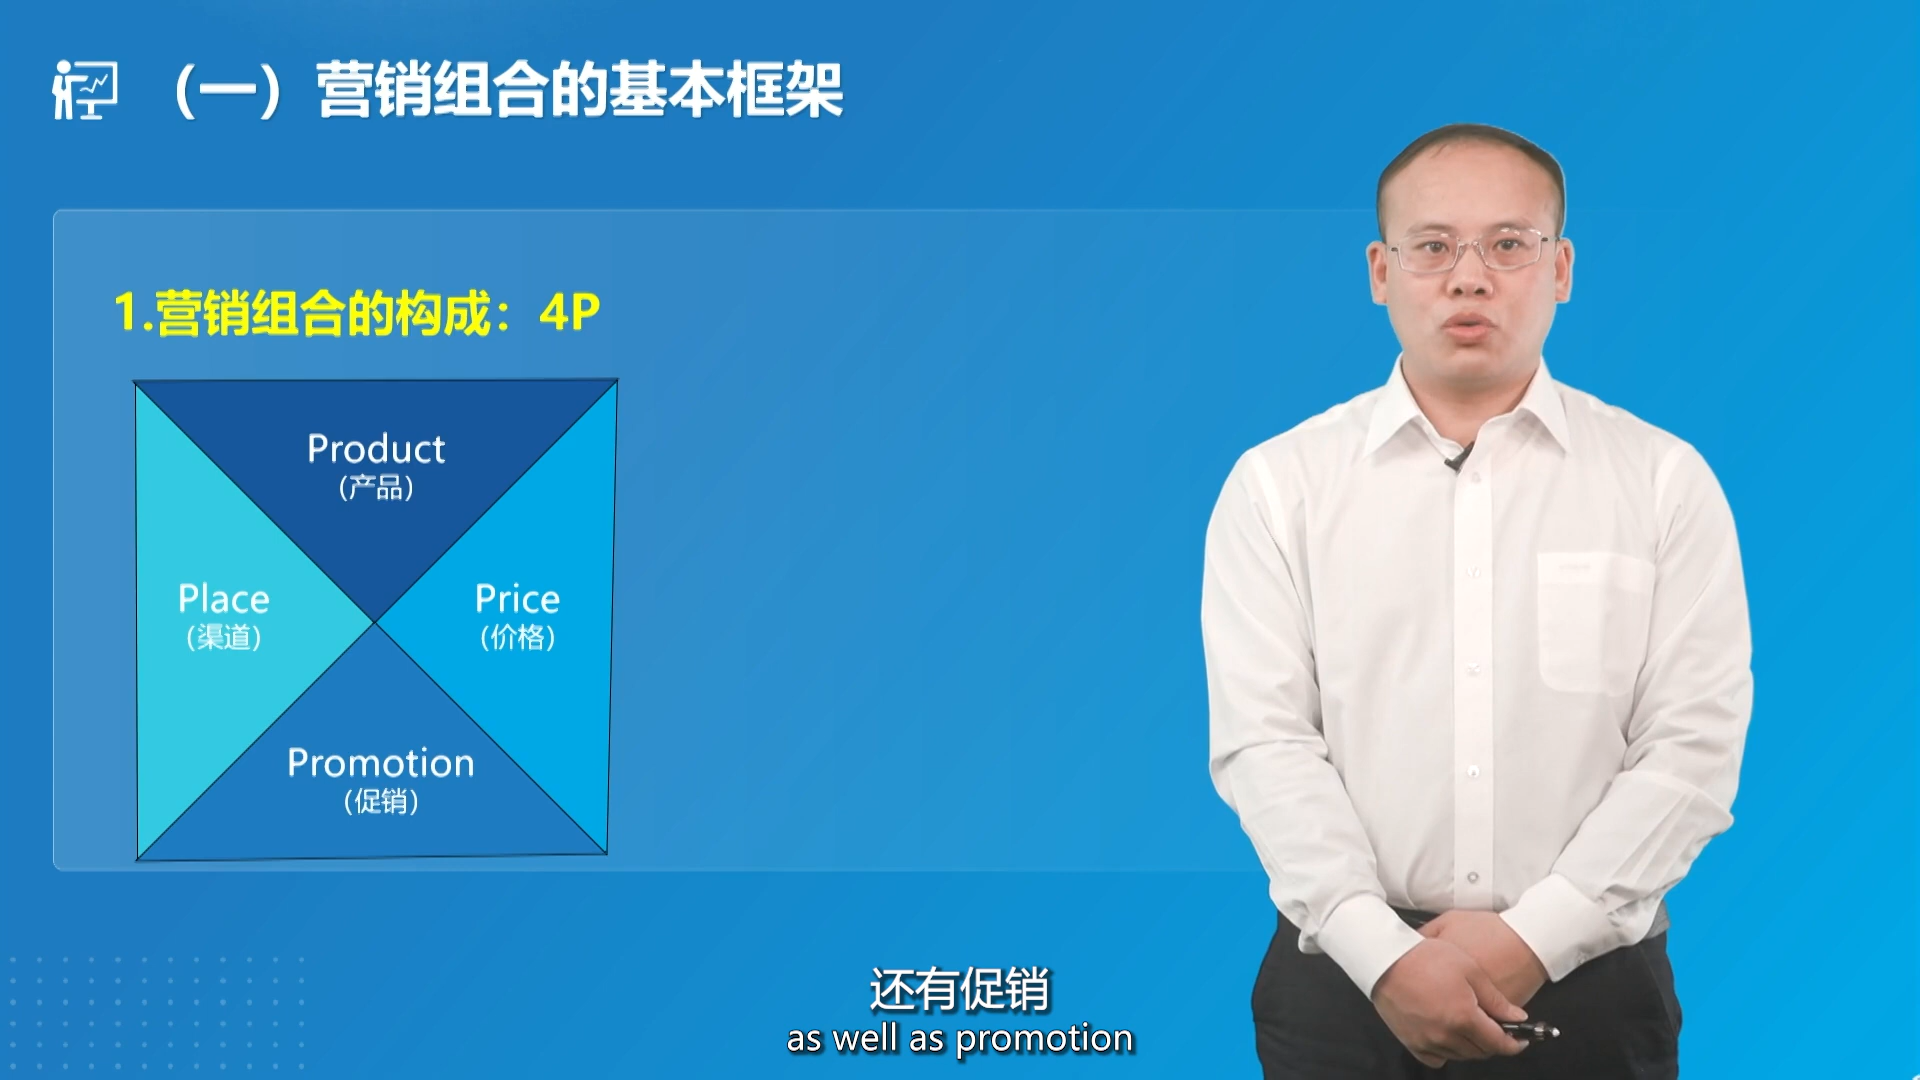 （一）营销组合的基本框架
1.营销组合的构成：4P
Product
（产品）
Place
（渠道）
Price
（价格）
Promotion
（促销）
还有促销
as well as promotion